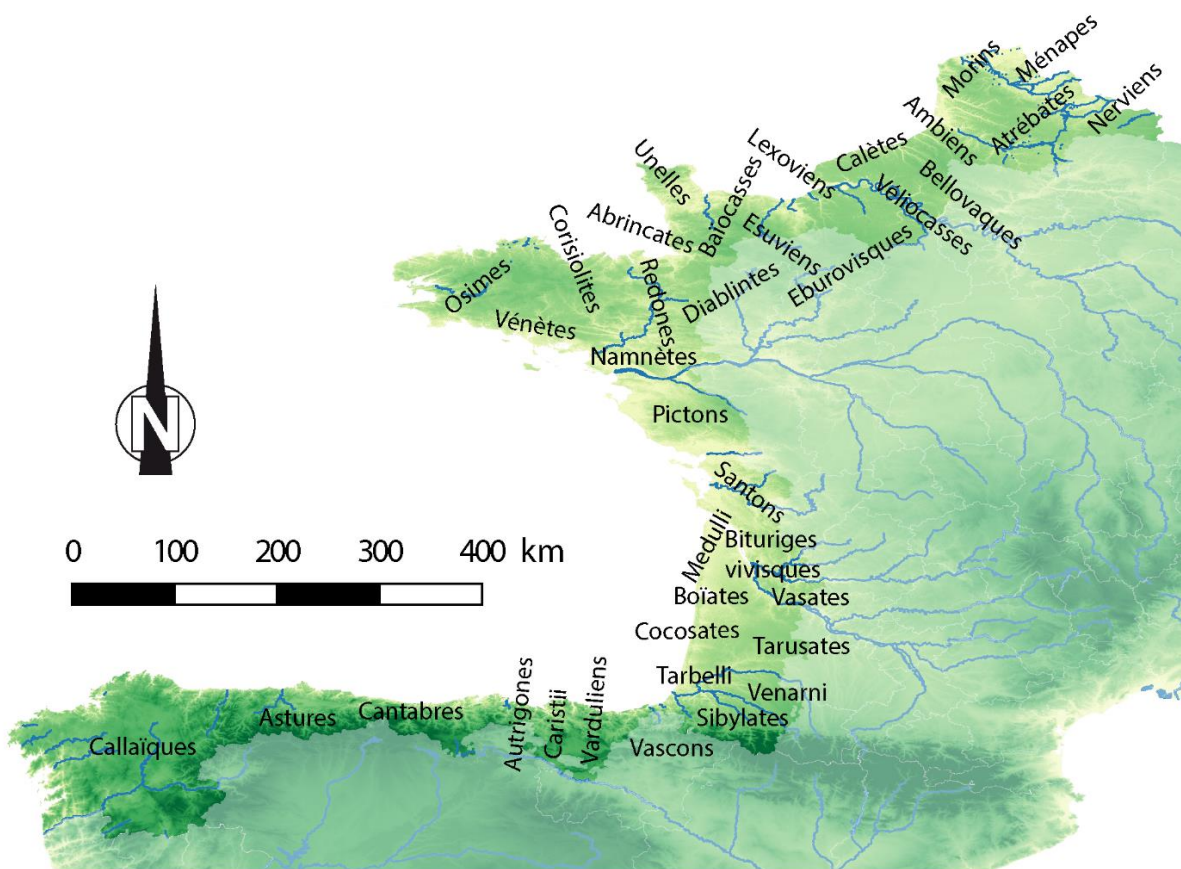 Morins
Ménapes
Nerviens
Atrébates
Ambiens
Calètes
Lexoviens
Bellovaques
Véliocasses
Unelles
Baïocasses
Abrincates
Esuviens
Eburovisques
Diablintes
Corisiolites
Redones
Osimes
Vénètes
Namnètes
Pictons
N
Santons
Medulli
Bituriges
vivisques
0 100 200 300 400 km
Boïates
Vasates
Cocosates
Tarusates
Tarbelli
Venarni
Sibylates
Autrigones
Caristii
Varduliens
Vascons
Cantabres
Astures
Callaïques